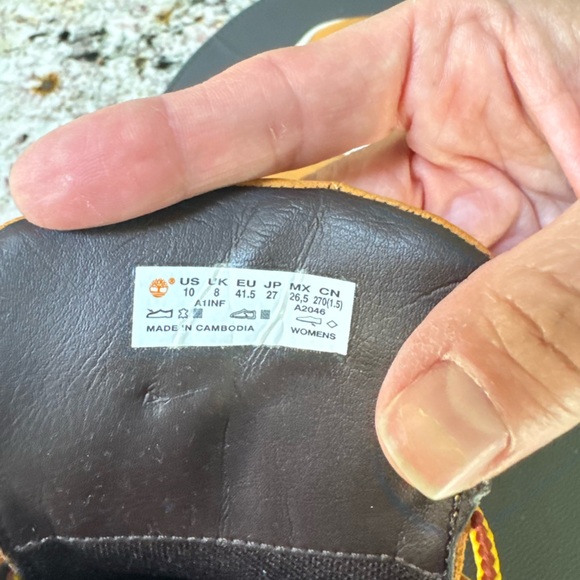 ® US UK EU JP MX CN
10 8 41.5 27 26,5 270(1.5)
A1INF A2046
MADE IN CAMBODIA WOMENS